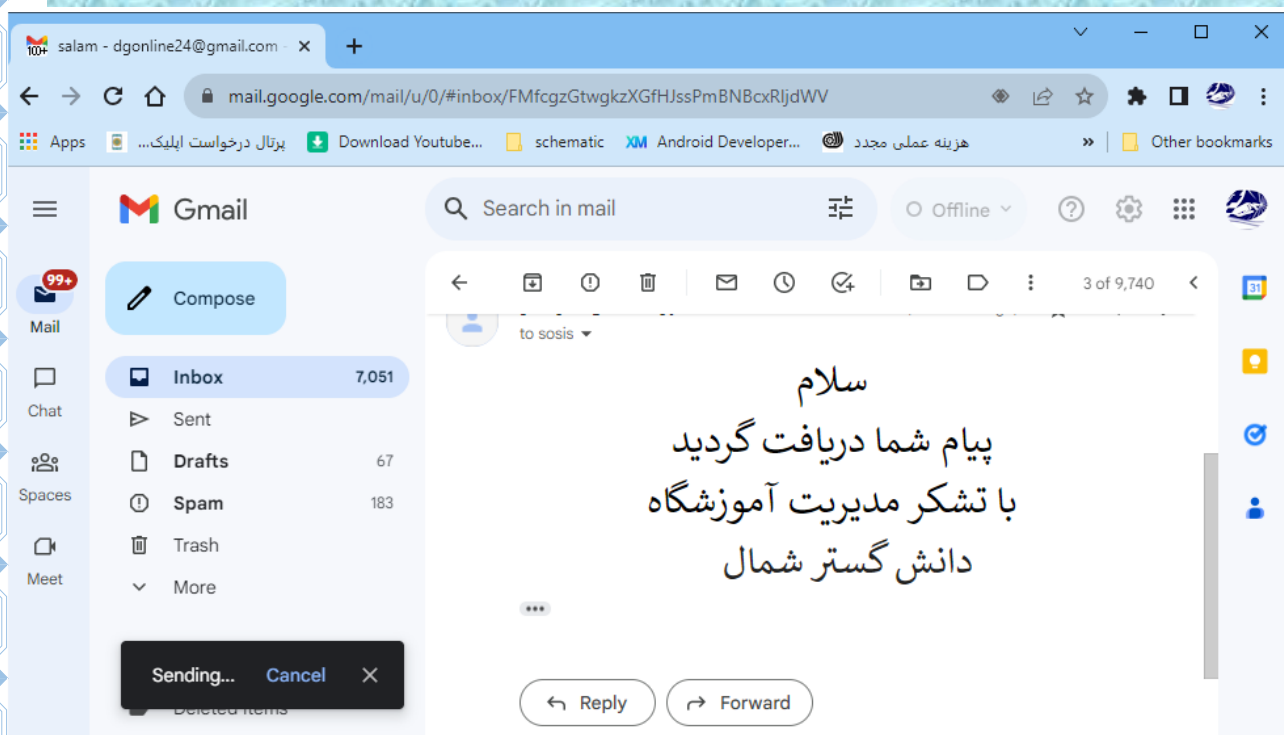 salam - dgonline24@gmail.com -
mail.google.com/mail/u/0/#inbox/FMfcgzGtwgkzXGfHJssPmBNBcxRljdWV
Apps پرتال درخواست اپلیک... Download Youtube... schematic XM Android Developer... هزینه عملی مجدد » Other bookmarks
Gmail
Search in mail
Offline
99+
Mail
Chat
Spaces
Meet
Compose
Inbox 7,051
Sent
Drafts 67
Spam 183
Trash
More
Sending... Cancel
3 of 9,740
31
to sosis
سلام
پیام شما دریافت گردید
با تشکر مدیریت آموزشگاه
دانش گستر شمال
Reply Forward